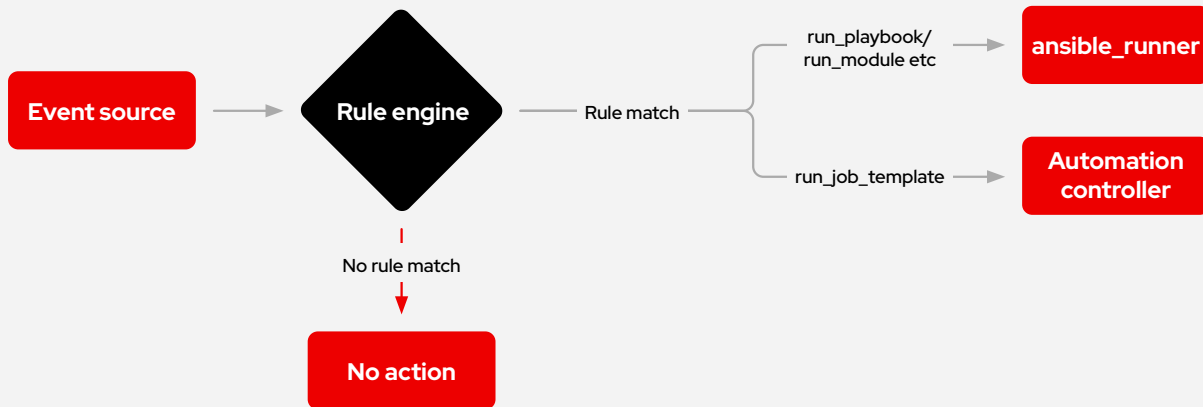 Event source
Rule engine
Rule match
run_playbook/
run_module etc
ansible_runner
run_job_template
Automation
controller
No rule match
No action